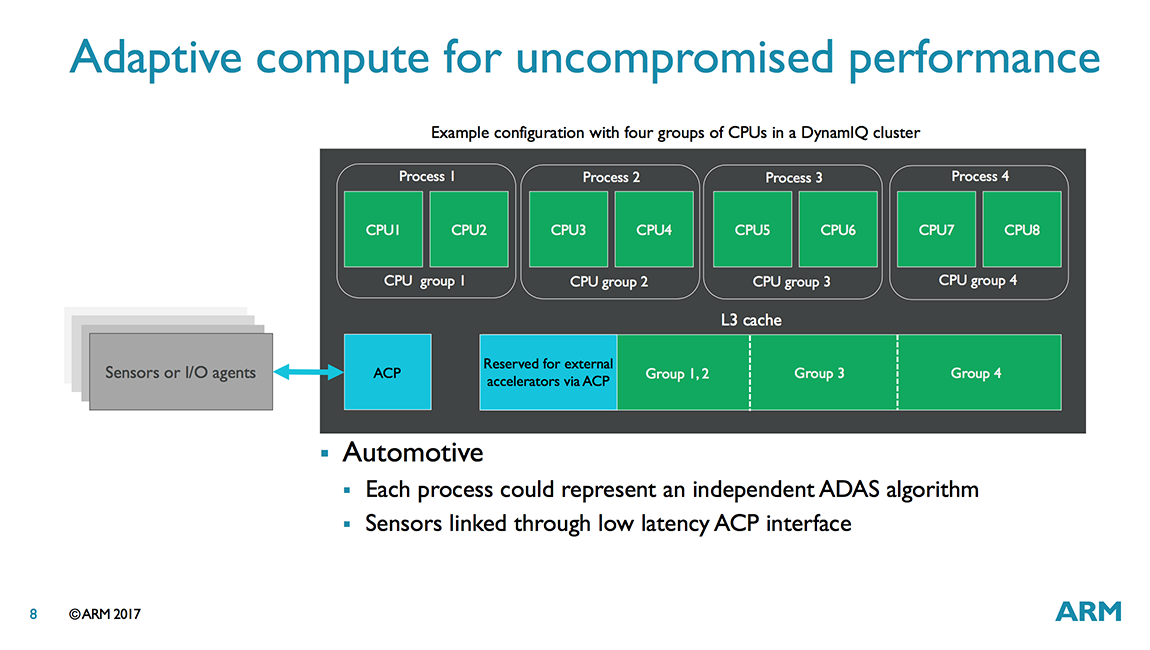 Adaptive compute for uncompromised performance
Example configuration with four groups of CPUs in a DynamIQ cluster
Process 1
Process 2
Process 3
Process 4
CPU1
CPU2
CPU3
CPU4
CPU5
CPU6
CPU7
CPU8
CPU group 1
CPU group 2
CPU group 3
CPU group 4
L3 cache
Sensors or I/O agents
ACP
Reserved for external
accelerators via ACP
Group 1, 2
Group 3
Group 4
▪ Automotive
▪ Each process could represent an independent ADAS algorithm
▪ Sensors linked through low latency ACP interface
8 ©ARM 2017
ARM